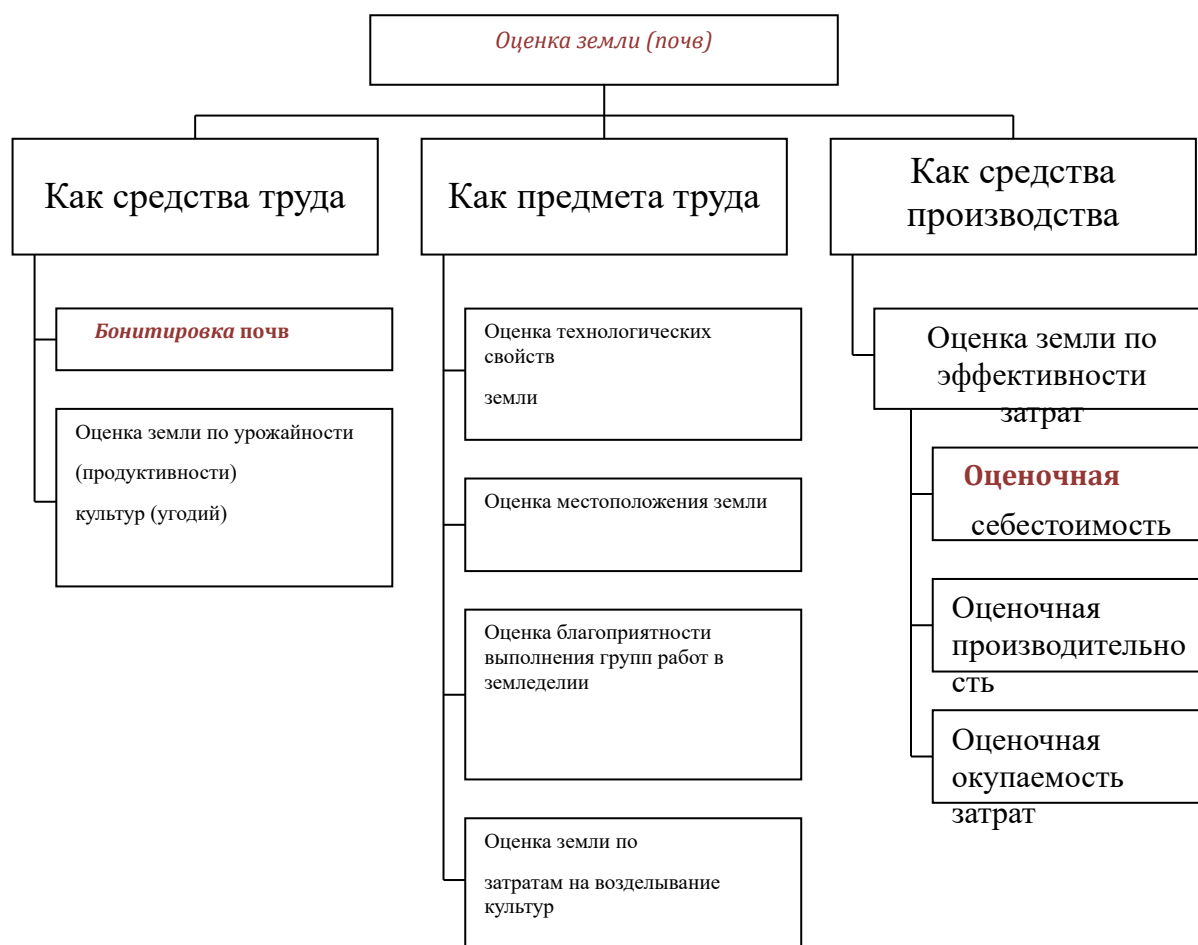 Оценка земли (почв)
Как средства труда
Как предмета труда
Как средства
производства
Бонитировка почв
Оценка земли по урожайности
(продуктивности)
культур (угодий)
Оценка технологических
свойств
земли
Оценка местоположения земли
Оценка благоприятности
выполнения групп работ в
земледелии
Оценка земли по
затратам на возделывание
культур
Оценка земли по
эффективности
затрат
Оценочная
себестоимость
Оценочная
производительно
сть
Оценочная
окупаемость
затрат